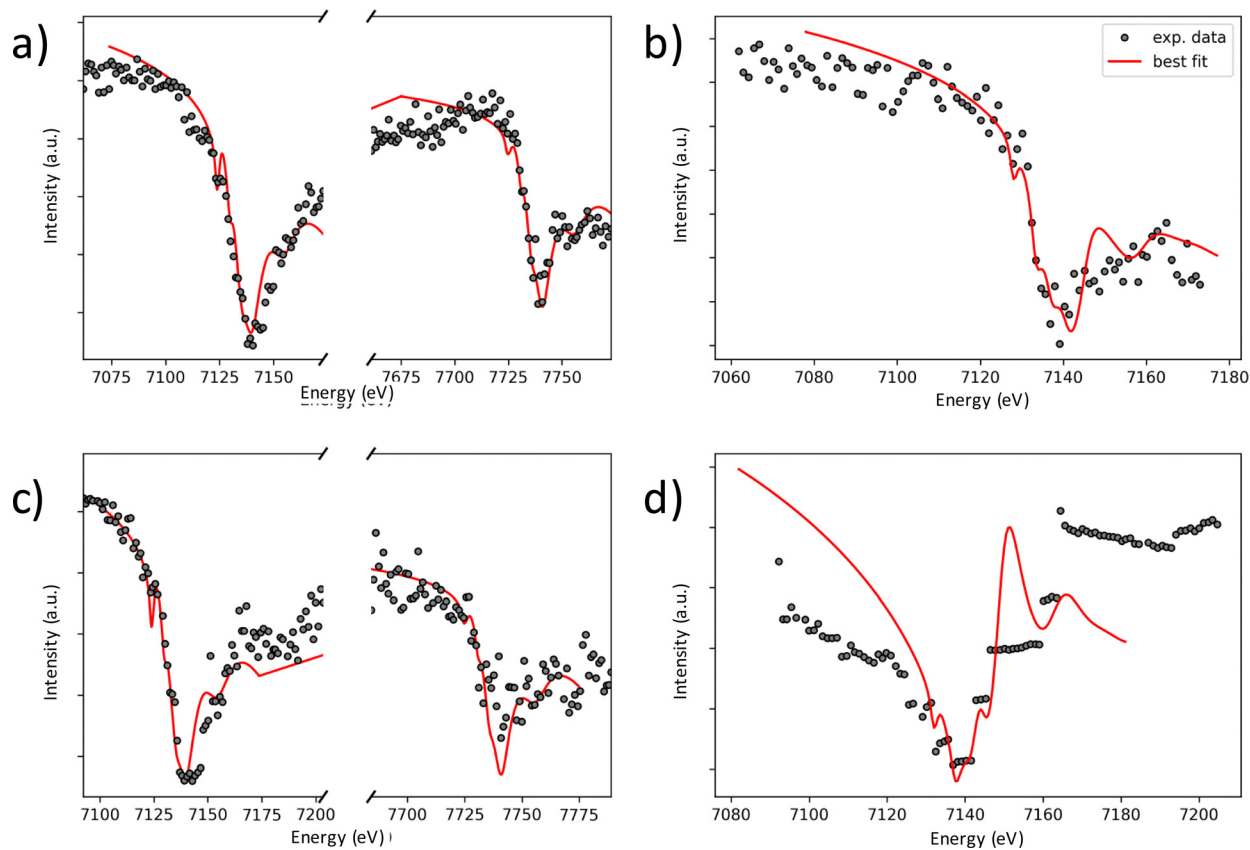 a)
Intensity (a.u.)
7075 7100 7125 7150
7675 7700 7725 7750
Energy (eV)
Energy (eV)
b)
exp. data
best fit
Intensity (a.u.)
7060 7080 7100 7120 7140 7160 7180
Energy (eV)
c)
Intensity (a.u.)
7100 7125 7150 7175 7200
7700 7725 7750 7775
Energy (eV) )
d)
Intensity (a.u.)
7080 7100 7120 7140 7160 7180 7200
Energy (eV)